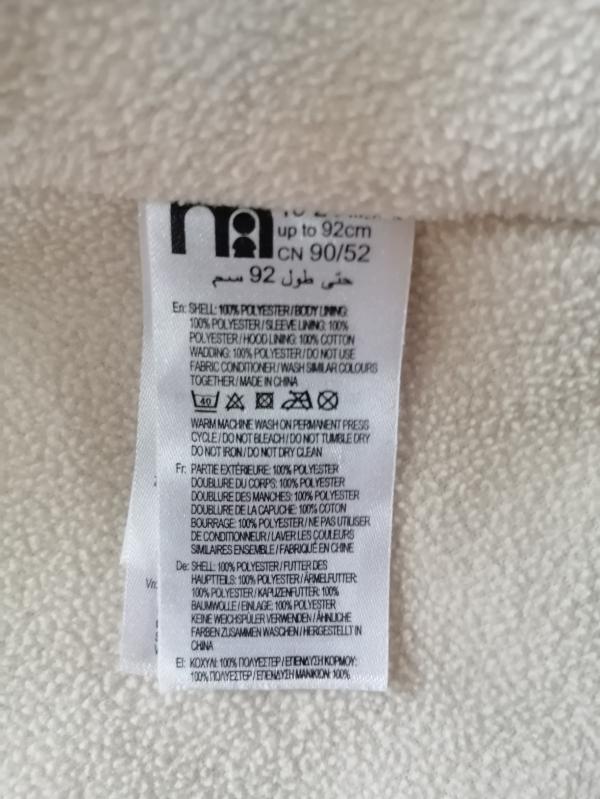 up to 92cm
CN 90/52
حتى طول 92 سم
En: SHELL: 100% POLYESTER / BODY LINING:
100% POLYESTER / SLEEVE LINING: 100%
POLYESTER / HOOD LINING: 100% COTTON
WADDING: 100% POLYESTER / DO NOT USE
FABRIC CONDITIONER / WASH SIMILAR COLOURS
TOGETHER / MADE IN CHINA
40
WARM MACHINE WASH ON PERMANENT PRESS
CYCLE / DO NOT BLEACH / DO NOT TUMBLE DRY
DO NOT IRON / DO NOT DRY CLEAN
Fr: PARTIE EXTÉRIEURE: 100% POLYESTER
DOUBLURE DU CORPS: 100% POLYESTER
DOUBLURE DES MANCHES: 100% POLYESTER
DOUBLURE DE LA CAPUCHE: 100% COTON
BOURRAGE: 100% POLYESTER / NE PAS UTILISER
DE CONDITIONNEUR / LAVER LES COULEURS
SIMILAIRES ENSEMBLE / FABRIQUÉ EN CHINE
De: SHELL: 100% POLYESTER / FUTTER DES
HAUPTTEILS: 100% POLYESTER / ÄRMELFUTTER:
100% POLYESTER / KAPUZENFUTTER: 100%
BAUMWOLLE / EINLAGE: 100% POLYESTER
KEINE WEICHSPÜLER VERWENDEN / ÄHNLICHE
FARBEN ZUSAMMEN WASCHEN / HERGESTELLT IN
CHINA
El: ΚΟΧΥΛΙ: 100% ΠΟΛΥΕΣΤΕΡ / ΕΠΕΝΔΥΣΗ ΚΟΡΜΟΥ:
100% ΠΟΛΥΕΣΤΕΡ / ΕΠΕΝΔΥΣΗ ΜΑΝΙΚΙΩΝ: 100%